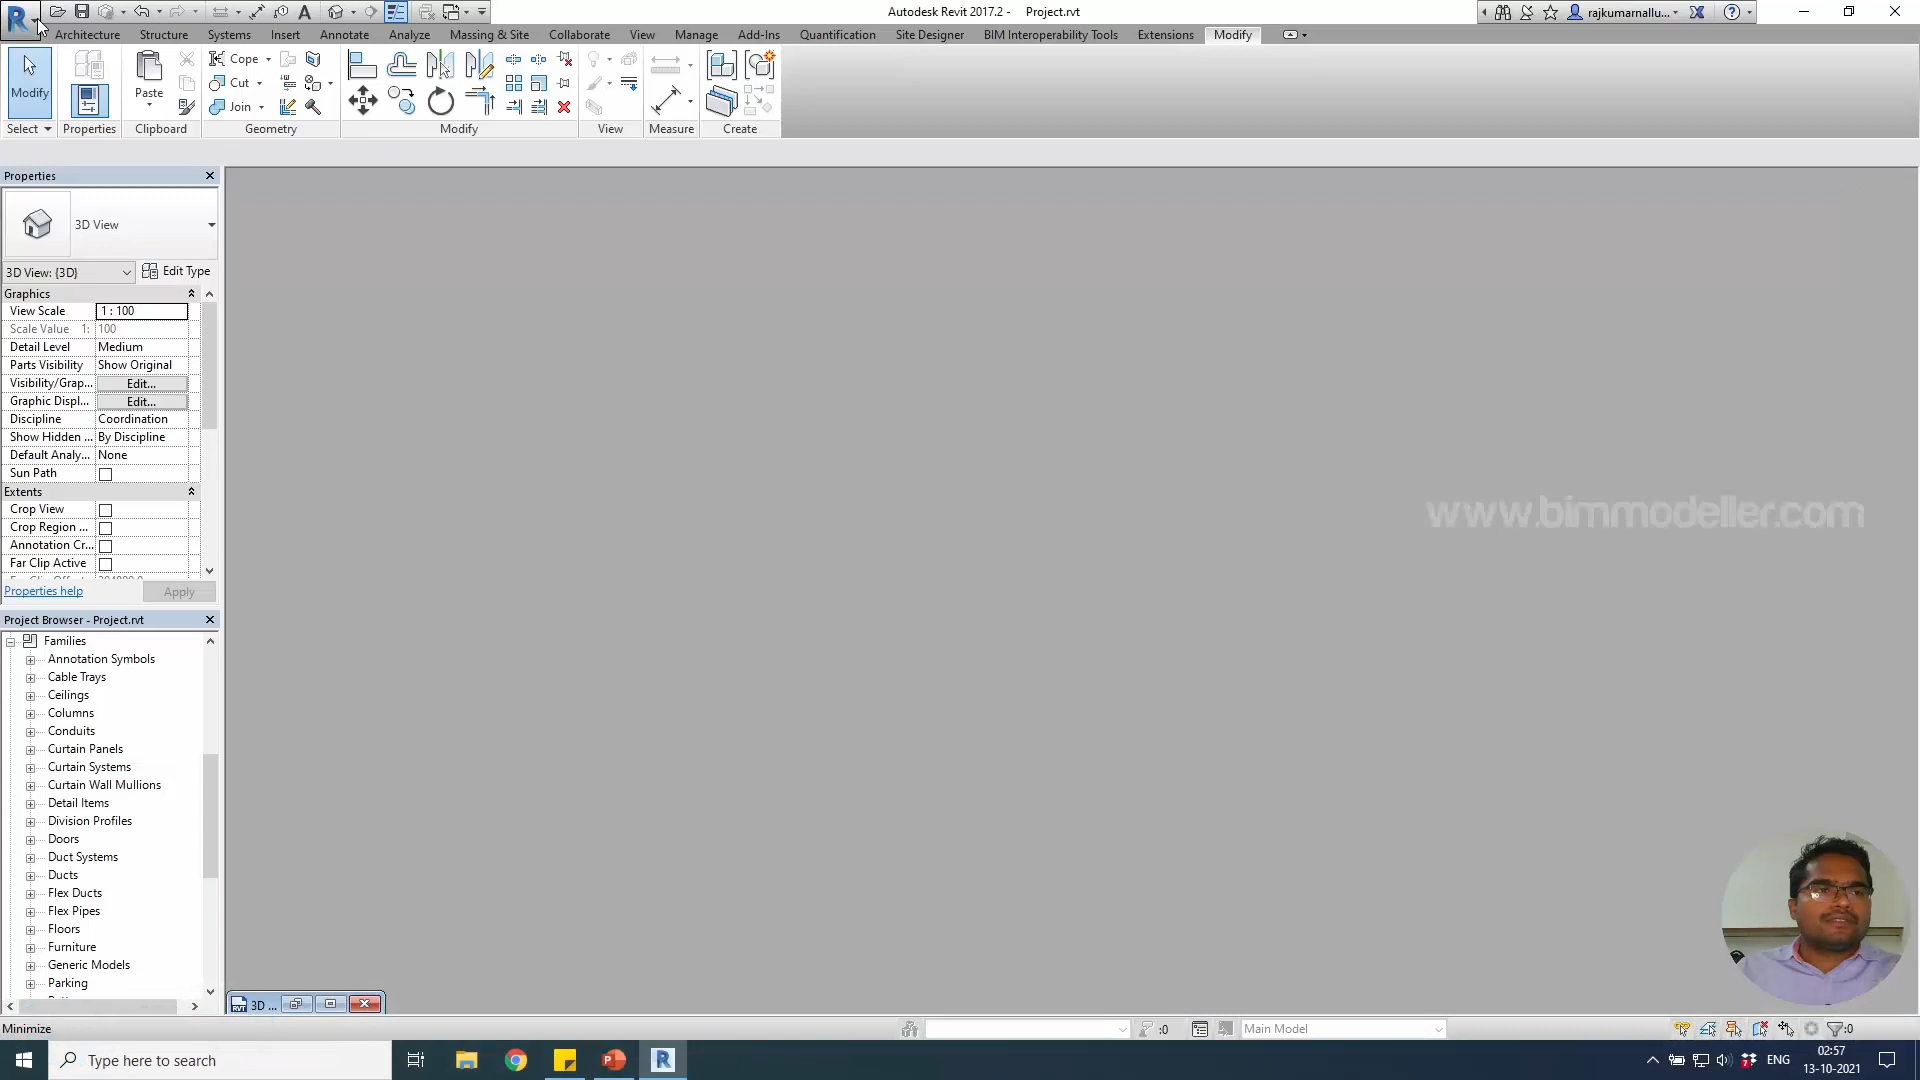 Autodesk Revit 2017.2 - Project.rvt
rajkumarnallu...
Architecture Structure Systems Insert Annotate Analyze Massing & Site Collaborate View Manage Add-Ins Quantification Site Designer BIM Interoperability Tools Extensions Modify
Modify Paste Cope
Cut
Join
Select Properties Clipboard Geometry Modify View Measure Create
Properties
3D View
3D View: {3D} Edit Type
Graphics
View Scale 1 : 100
Scale Value 1: 100
Detail Level Medium
Parts Visibility Show Original
Visibility/Grap... Edit...
Graphic Displ... Edit...
Discipline Coordination
Show Hidden ... By Discipline
Default Analy... None
Sun Path
Extents
Crop View
Crop Region ...
Annotation Cr...
Far Clip Active
Properties help Apply
Project Browser - Project.rvt
Families
Annotation Symbols
Cable Trays
Ceilings
Columns
Conduits
Curtain Panels
Curtain Systems
Curtain Wall Mullions
Detail Items
Division Profiles
Doors
Duct Systems
Ducts
Flex Ducts
Flex Pipes
Floors
Furniture
Generic Models
Parking
www.bimmodeller.com
3D ...
Minimize :0 Main Model :0
Type here to search
ENG
02:57
13-10-2021